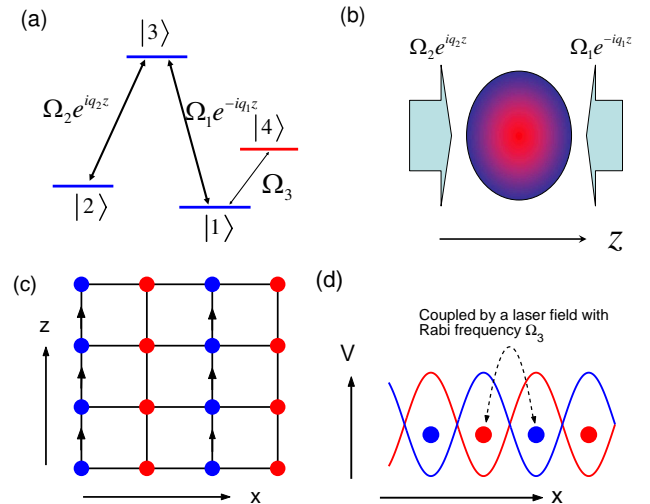 (a)
|3⟩
Ω₂e^{iq₂z}
Ω₁e^{-iq₁z}
|4⟩
|2⟩
Ω₃
|1⟩
(b)
Ω₂e^{iq₂z}
Ω₁e^{-iq₁z}
z
(c)
z
x
(d)
Coupled by a laser field with
Rabi frequency Ω₃
V
x